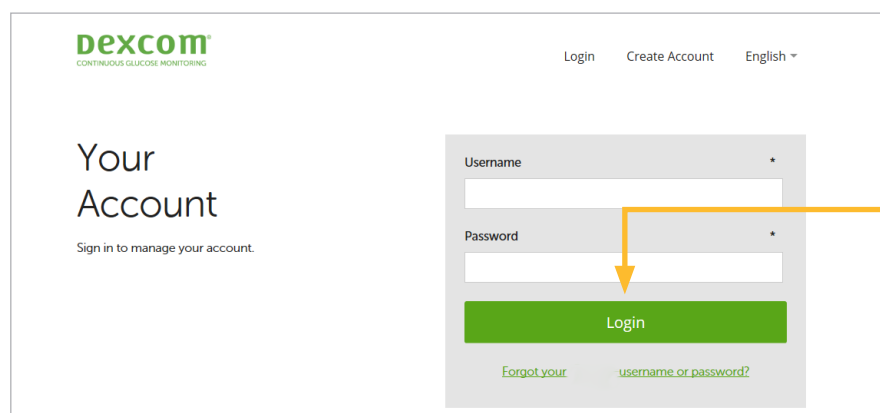 Dexcom®
CONTINUOUS GLUCOSE MONITORING
Login Create Account English
Your
Account
Sign in to manage your account.
Username *
Password *
Login
Forgot your username or password?